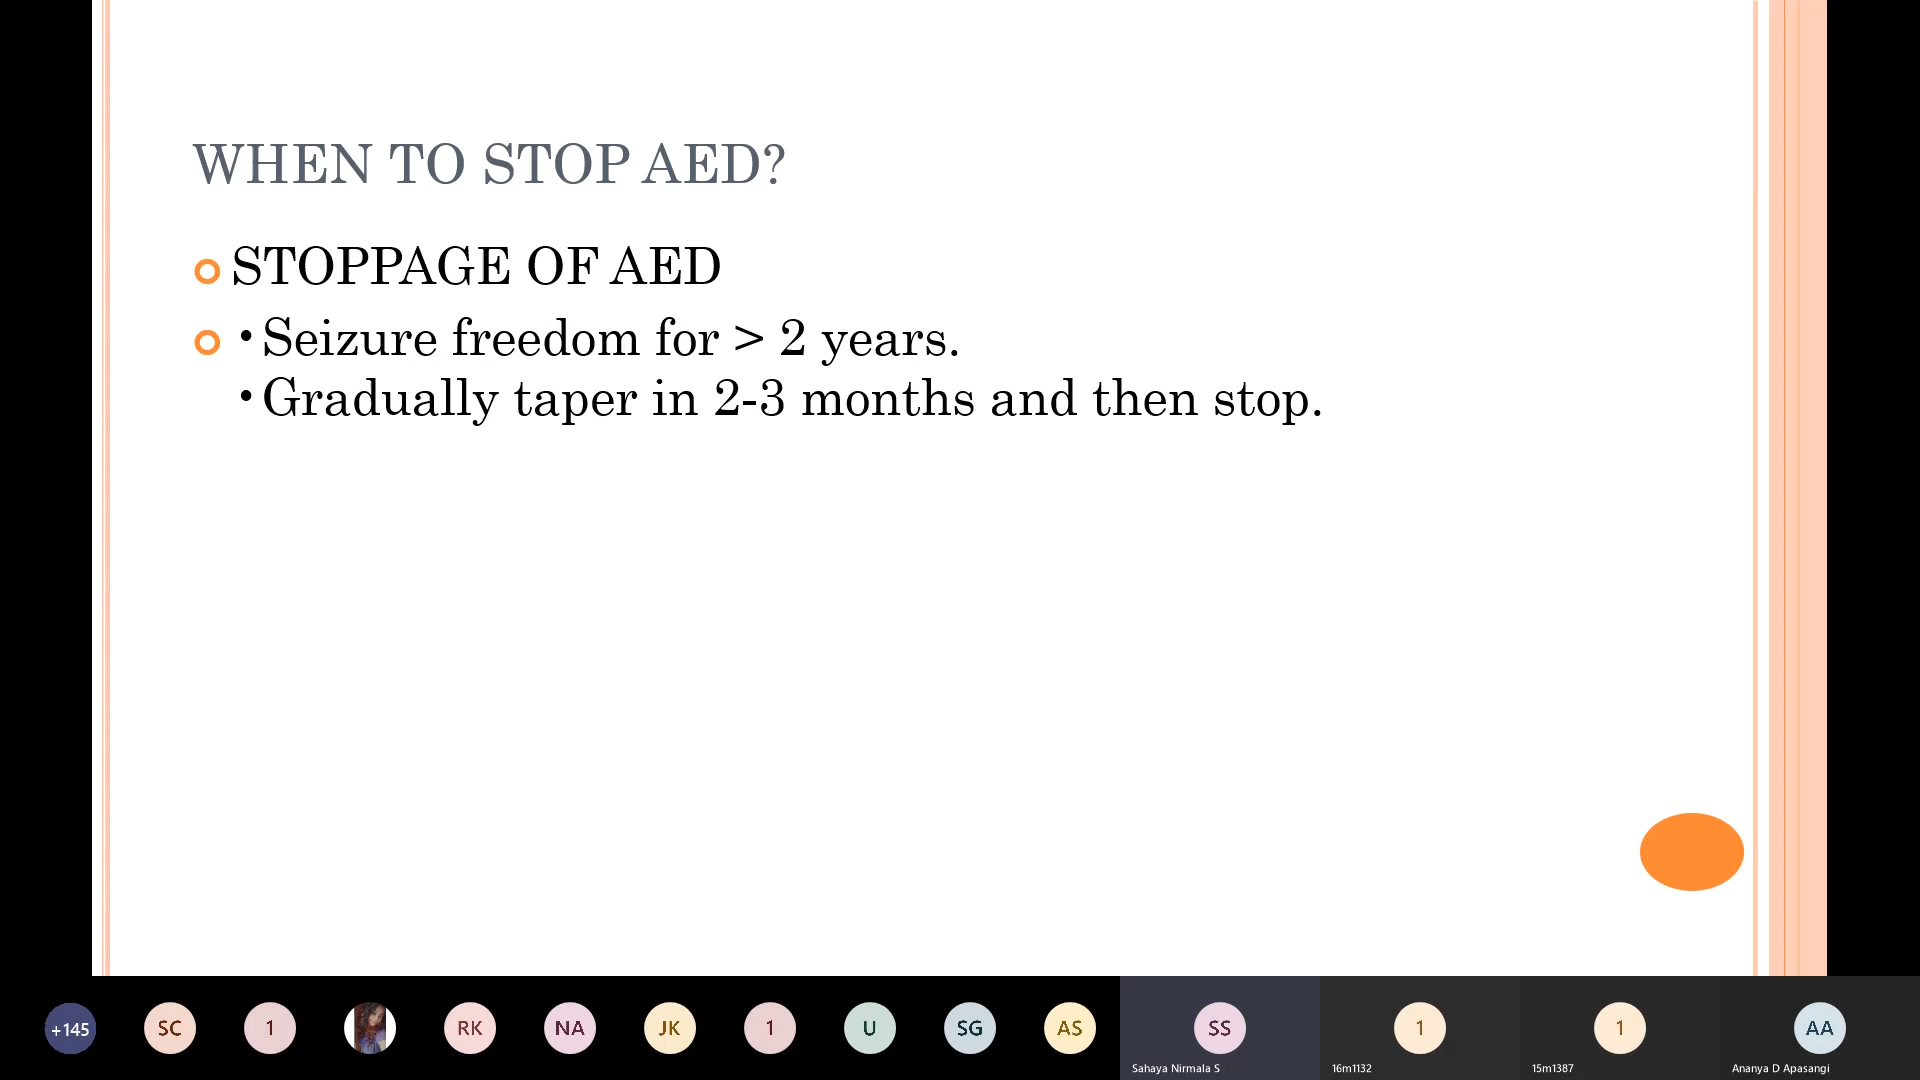 WHEN TO STOP AED?
STOPPAGE OF AED
•Seizure freedom for > 2 years.
•Gradually taper in 2-3 months and then stop.
+145
SC
1
RK
NA
JK
1
U
SG
AS
SS
1
1
AA
Sahaya Nirmala S
16m1132
15m1387
Ananya D Apasangi